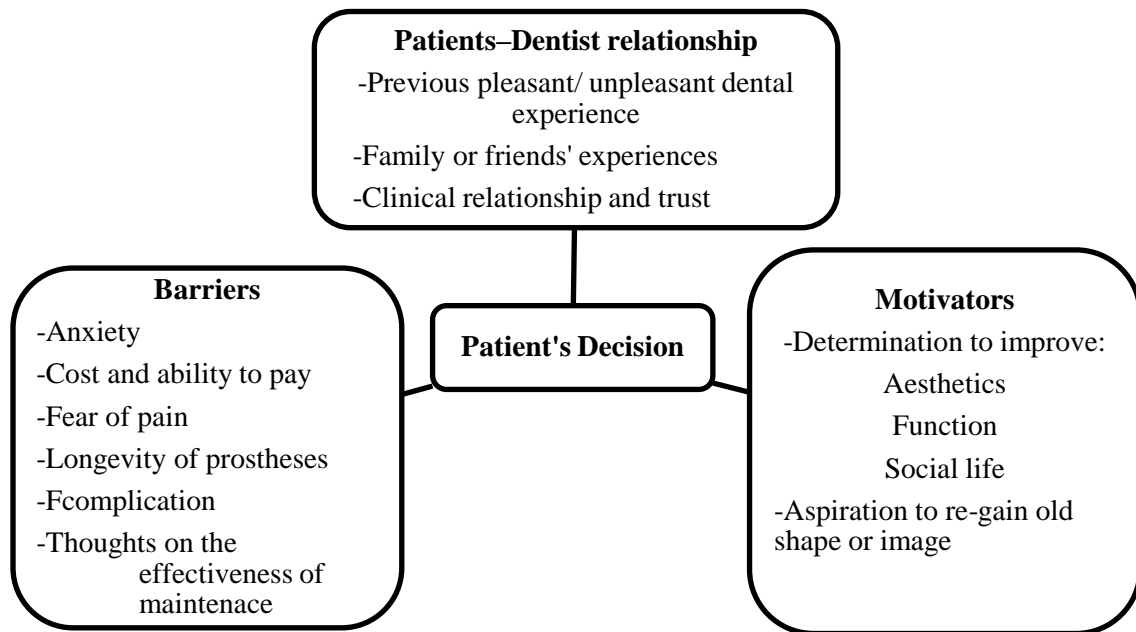 Patients–Dentist relationship
-Previous pleasant/ unpleasant dental
experience
-Family or friends' experiences
-Clinical relationship and trust
Barriers
-Anxiety
-Cost and ability to pay
-Fear of pain
-Longevity of prostheses
-Fcomplication
-Thoughts on the
effectiveness of
maintenace
Patient's Decision
Motivators
-Determination to improve:
Aesthetics
Function
Social life
-Aspiration to re-gain old
shape or image